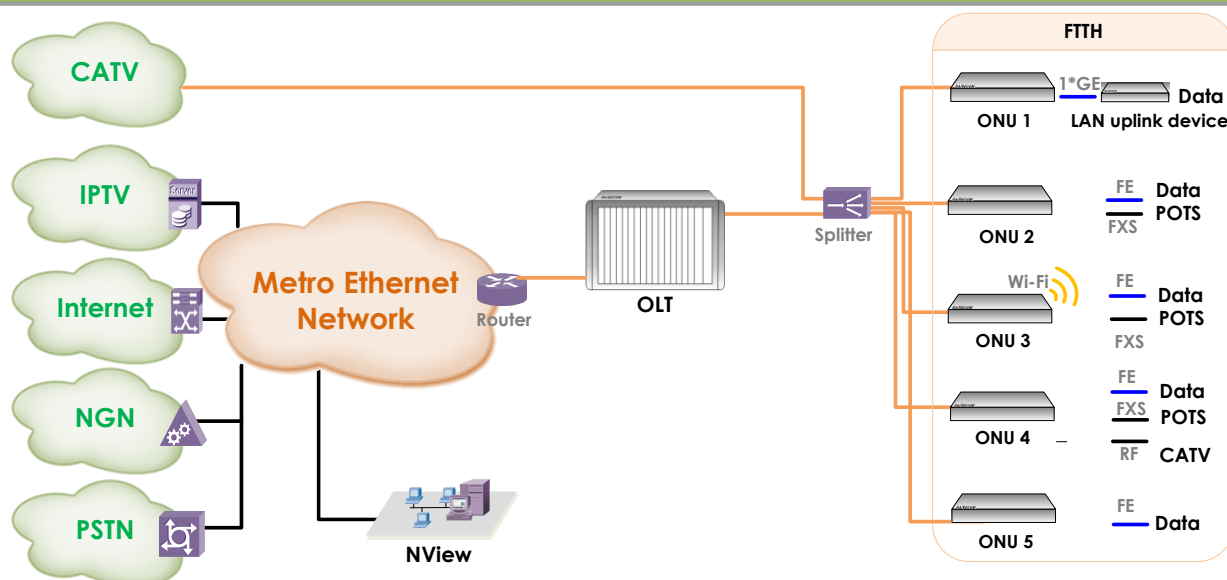 FTTH
CATV
1*GE
Data
ONU 1
LAN uplink device
IPTV
Server
FE
Data
POTS
FXS
ONU 2
Splitter
Metro Ethernet
Network
Router
OLT
Internet
Wi-Fi
FE
Data
POTS
FXS
ONU 3
NGN
FE
Data
FXS
POTS
ONU 4
–
RF
CATV
PSTN
NView
FE
Data
ONU 5